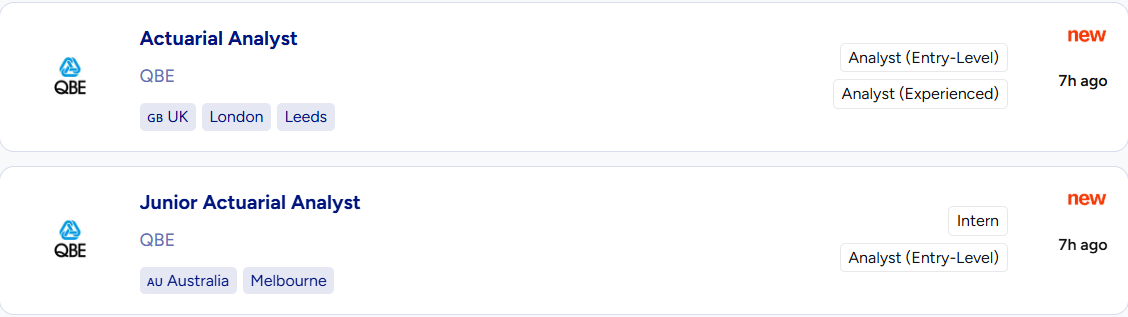 Actuarial Analyst
QBE
QBE
GB UK London Leeds
Analyst (Entry-Level)
Analyst (Experienced)
new
7h ago
Junior Actuarial Analyst
QBE
QBE
AU Australia Melbourne
Intern
Analyst (Entry-Level)
new
7h ago